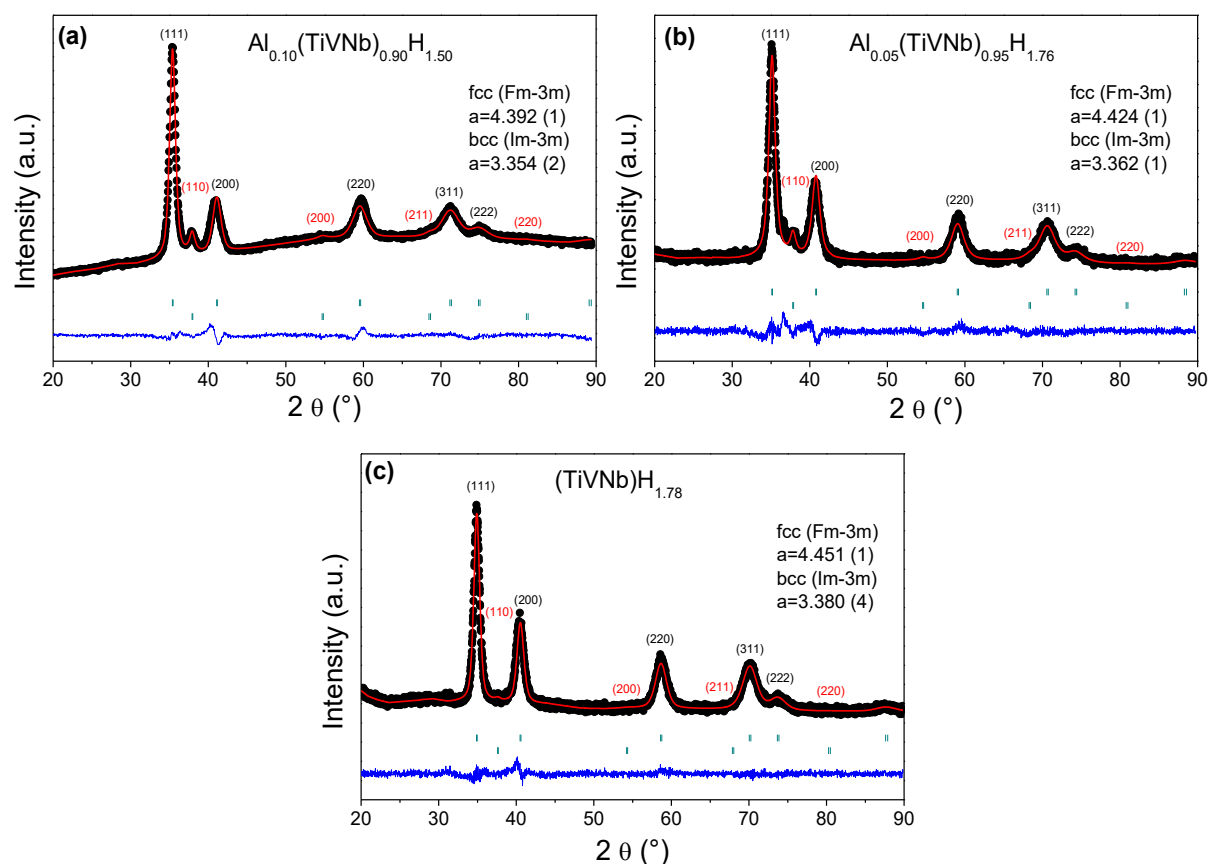 (a)
Al0.10(TiVNb)0.90H1.50
(111)
(110)
(200)
(200)
(220)
(211)
(311)
(222)
(220)
fcc (Fm-3m)
a=4.392 (1)
bcc (Im-3m)
a=3.354 (2)
Intensity (a.u.)
20 30 40 50 60 70 80 90
2 θ (°)
(b)
Al0.05(TiVNb)0.95H1.76
(111)
(110)
(200)
(200)
(220)
(211)
(311)
(222)
(220)
fcc (Fm-3m)
a=4.424 (1)
bcc (Im-3m)
a=3.362 (1)
Intensity (a.u.)
20 30 40 50 60 70 80 90
2 θ (°)
(c)
(TiVNb)H1.78
(111)
(110)
(200)
(200)
(220)
(211)
(311)
(222)
(220)
fcc (Fm-3m)
a=4.451 (1)
bcc (Im-3m)
a=3.380 (4)
Intensity (a.u.)
20 30 40 50 60 70 80 90
2 θ (°)